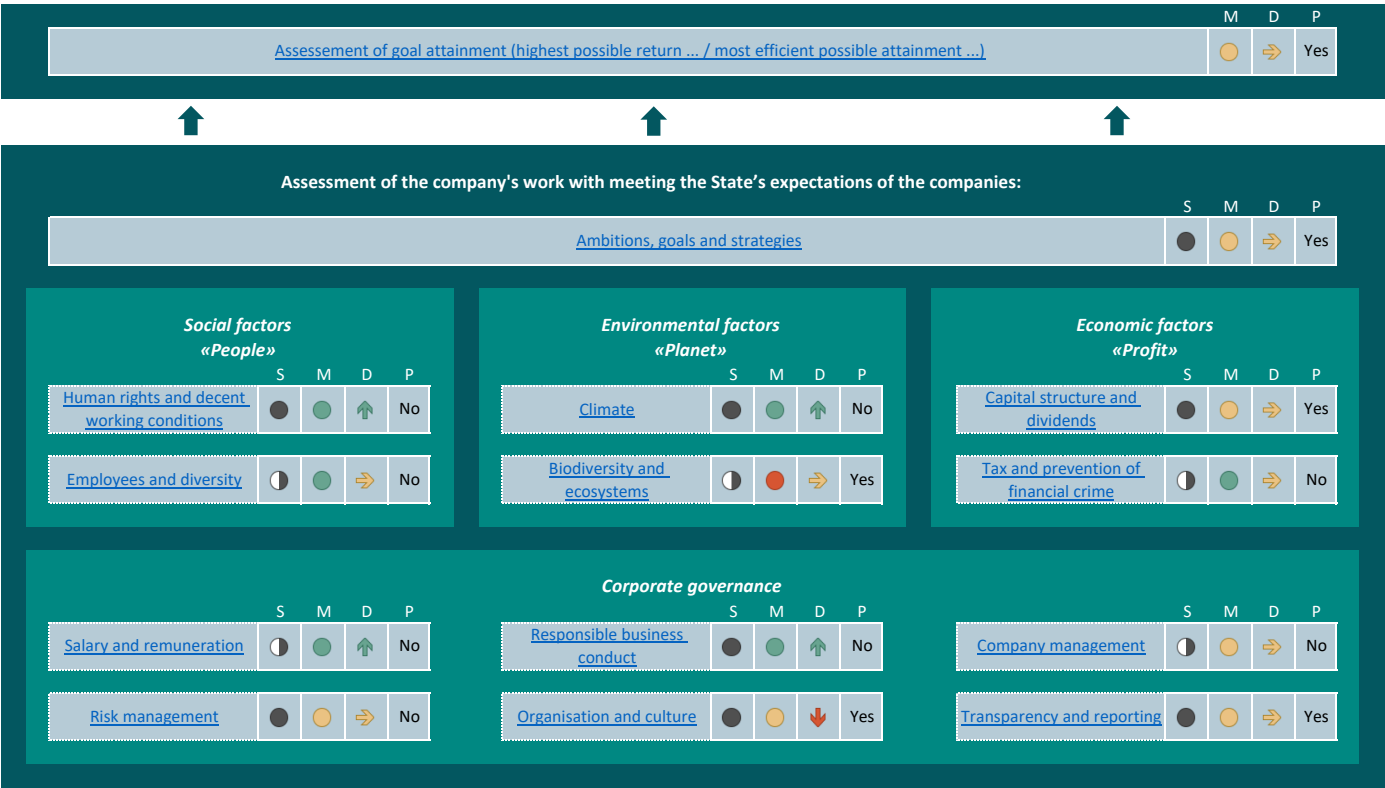 M D P
Assessement of goal attainment (highest possible return ... / most efficient possible attainment ...) Yes
Assessment of the company's work with meeting the State’s expectations of the companies:
S M D P
Ambitions, goals and strategies Yes
Social factors
«People»
S M D P
Human rights and decent
working conditions
No
Employees and diversity No
Environmental factors
«Planet»
S M D P
Climate No
Biodiversity and
ecosystems
Yes
Economic factors
«Profit»
S M D P
Capital structure and
dividends
Yes
Tax and prevention of
financial crime
No
Corporate governance
S M D P
Salary and remuneration No
Risk management No
S M D P
Responsible business
conduct
No
Organisation and culture Yes
S M D P
Company management No
Transparency and reporting Yes